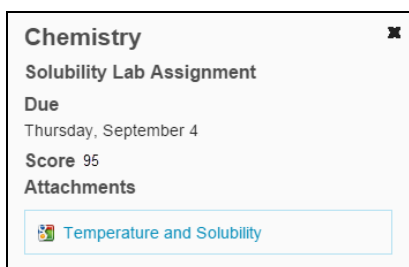 Chemistry
Solubility Lab Assignment
Due
Thursday, September 4
Score 95
Attachments
Temperature and Solubility